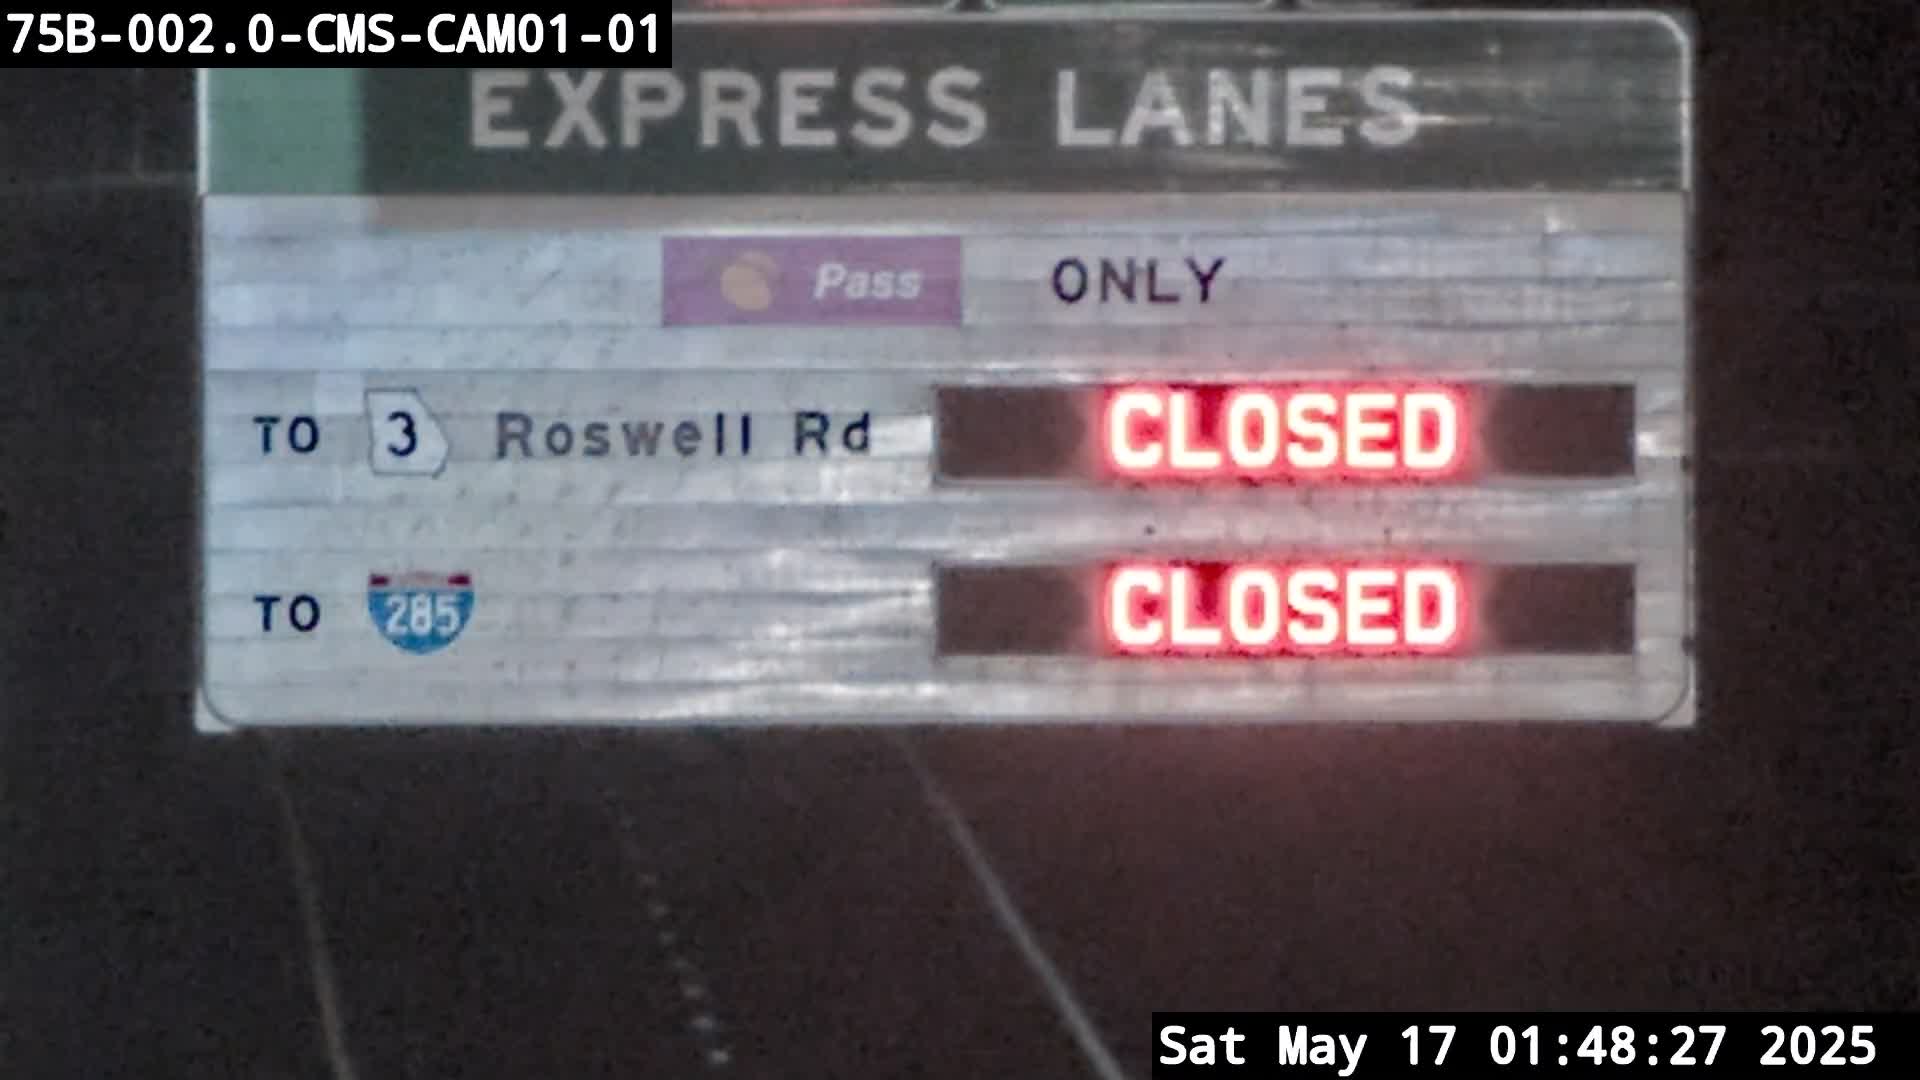 75B-002.0-CMS-CAM01-01
EXPRESS LANES
Pass ONLY
TO 3 Roswell Rd CLOSED
TO 285 CLOSED
Sat May 17 01:48:27 2025